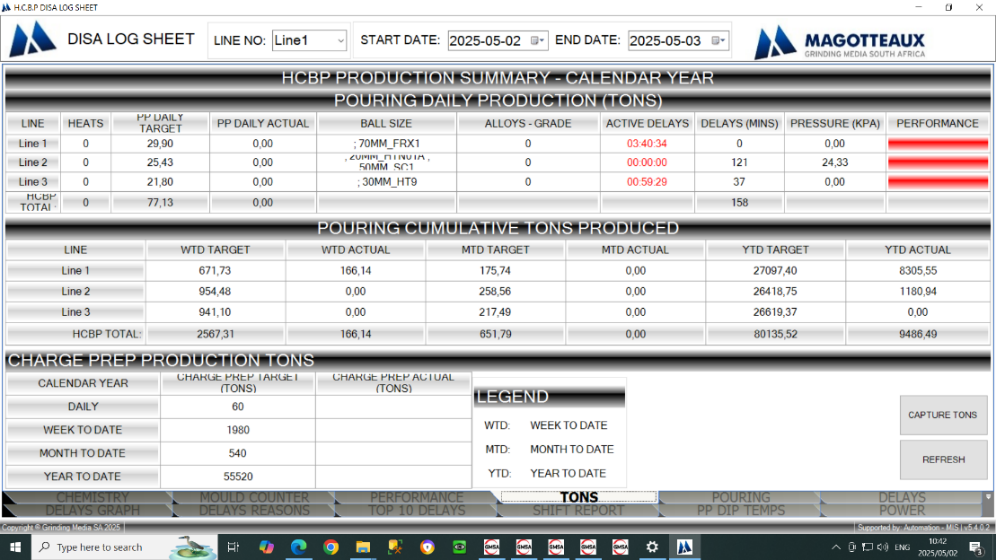 H.C.B.P DISA LOG SHEET
DISA LOG SHEET LINE NO: Line1 START DATE: 2025-05-02 END DATE: 2025-05-03 MAGOTTEAUX
GRINDING MEDIA SOUTH AFRICA
HCBP PRODUCTION SUMMARY - CALENDAR YEAR
POURING DAILY PRODUCTION (TONS)
LINE HEATS PP DAILY TARGET PP DAILY ACTUAL BALL SIZE ALLOYS - GRADE ACTIVE DELAYS DELAYS (MINS) PRESSURE (KPA) PERFORMANCE
Line 1 0 29,90 0,00 ; 70MM_FRX1 0 03:40:34 0 0,00
Line 2 0 25,43 0,00 ; 20MM_HTN01A ; 50MM_SC1 0 00:00:00 121 24,33
Line 3 0 21,80 0,00 ; 30MM_HT9 0 00:59:29 37 0,00
HCBP TOTAL: 0 77,13 0,00 158
POURING CUMULATIVE TONS PRODUCED
LINE WTD TARGET WTD ACTUAL MTD TARGET MTD ACTUAL YTD TARGET YTD ACTUAL
Line 1 671,73 166,14 175,74 0,00 27097,40 8305,55
Line 2 954,48 0,00 258,56 0,00 26418,75 1180,94
Line 3 941,10 0,00 217,49 0,00 26619,37 0,00
HCBP TOTAL: 2567,31 166,14 651,79 0,00 80135,52 9486,49
CHARGE PREP PRODUCTION TONS
CALENDAR YEAR CHARGE PREP TARGET (TONS) CHARGE PREP ACTUAL (TONS)
DAILY 60
WEEK TO DATE 1980
MONTH TO DATE 540
YEAR TO DATE 55520
LEGEND
WTD: WEEK TO DATE
MTD: MONTH TO DATE
YTD: YEAR TO DATE
CAPTURE TONS
REFRESH
CHEMISTRY MOULD COUNTER PERFORMANCE TONS POURING DELAYS
DELAYS GRAPH DELAYS REASONS TOP 10 DELAYS SHIFT REPORT PP DIP TEMPS POWER
Copyright © Grinding Media SA 2025 Supported by: Automation - MIS | v5.4.0.2
Type here to search GMSA GMSA GMSA GMSA GMSA ENG 10:42
2025/05/02